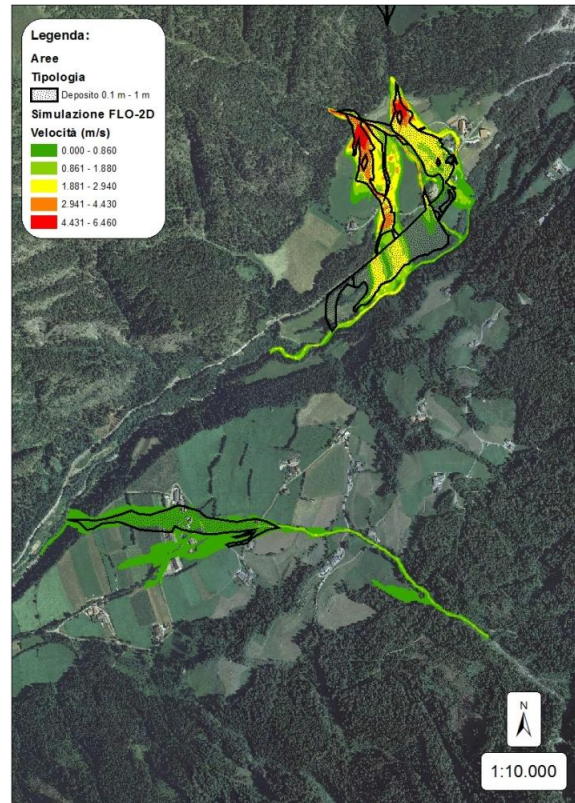 Legenda:
Aree
Tipologia
Deposito 0.1 m - 1 m
Simulazione FLO-2D
Velocità (m/s)
0.000 - 0.860
0.861 - 1.880
1.881 - 2.940
2.941 - 4.430
4.431 - 6.460
N
1:10.000